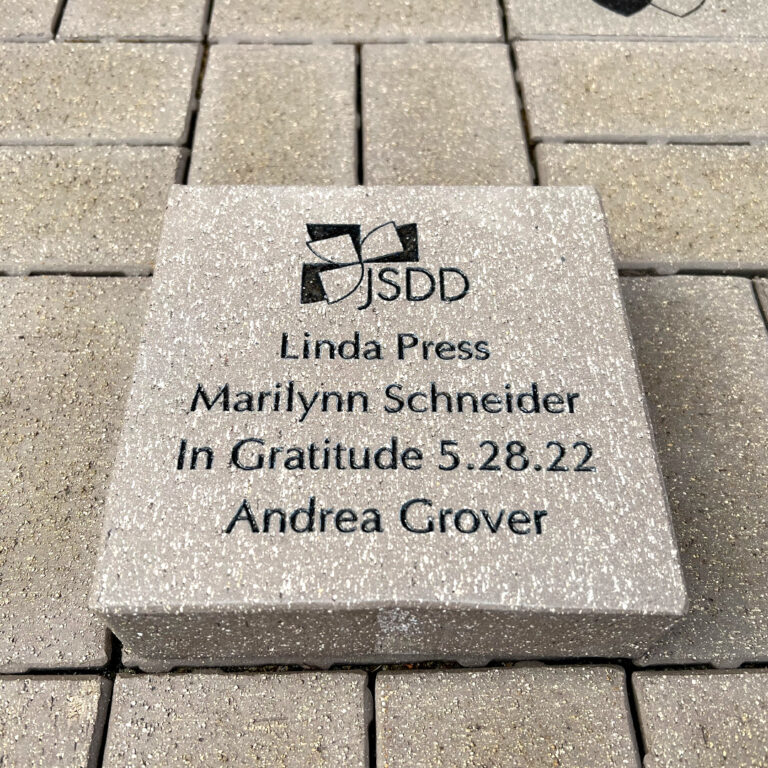 JSDD
Linda Press
Marilynn Schneider
In Gratitude 5.28.22
Andrea Grover